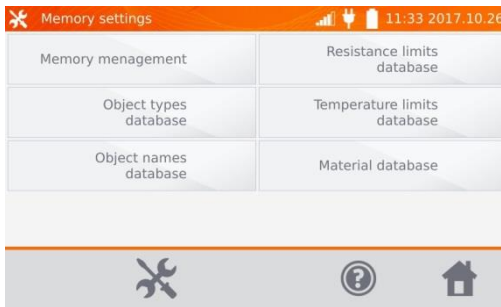 Memory settings
11:33 2017.10.26
Memory menagement
Resistance limits
database
Object types
database
Temperature limits
database
Object names
database
Material database
?